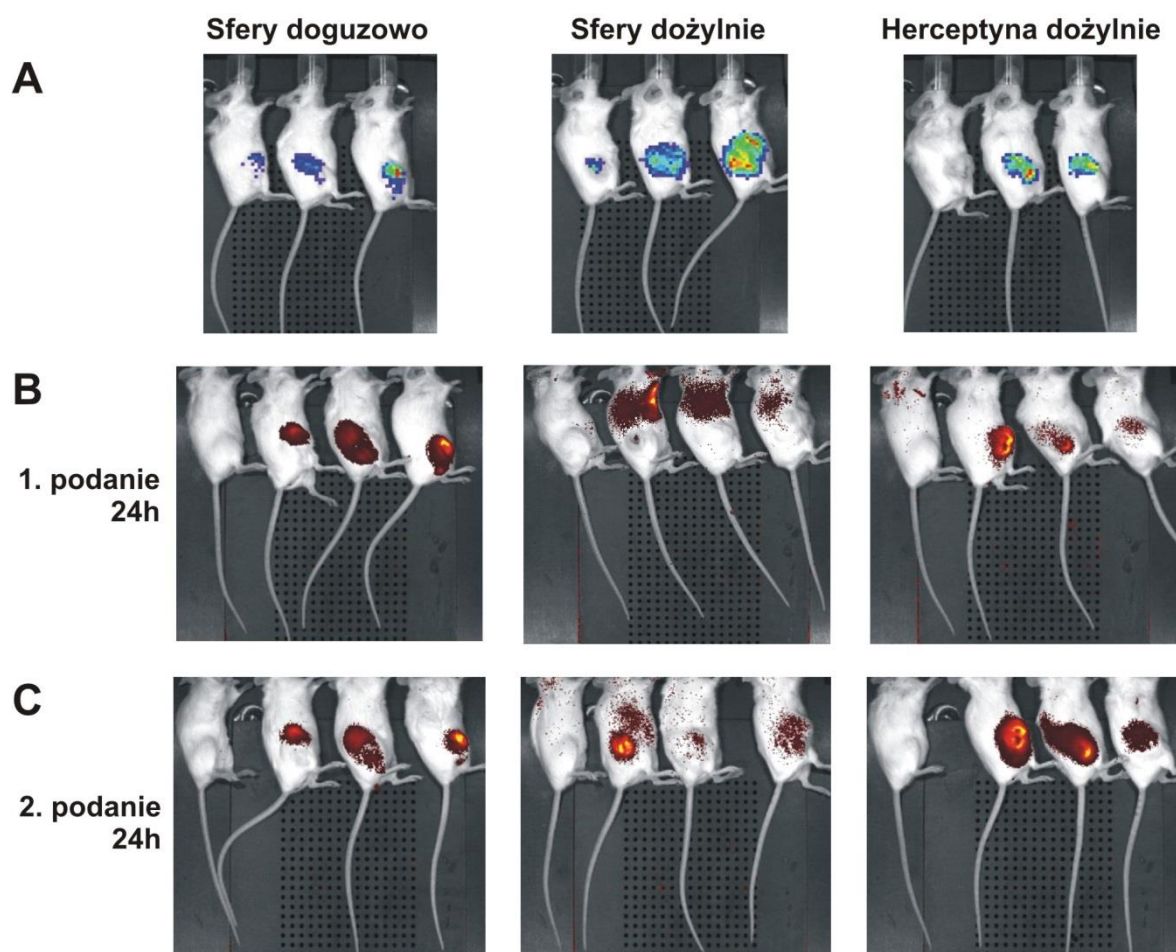 Sfery doguzowo
Sfery dożylnie
Herceptyna dożylnie
A
B
1. podanie
24h
C
2. podanie
24h